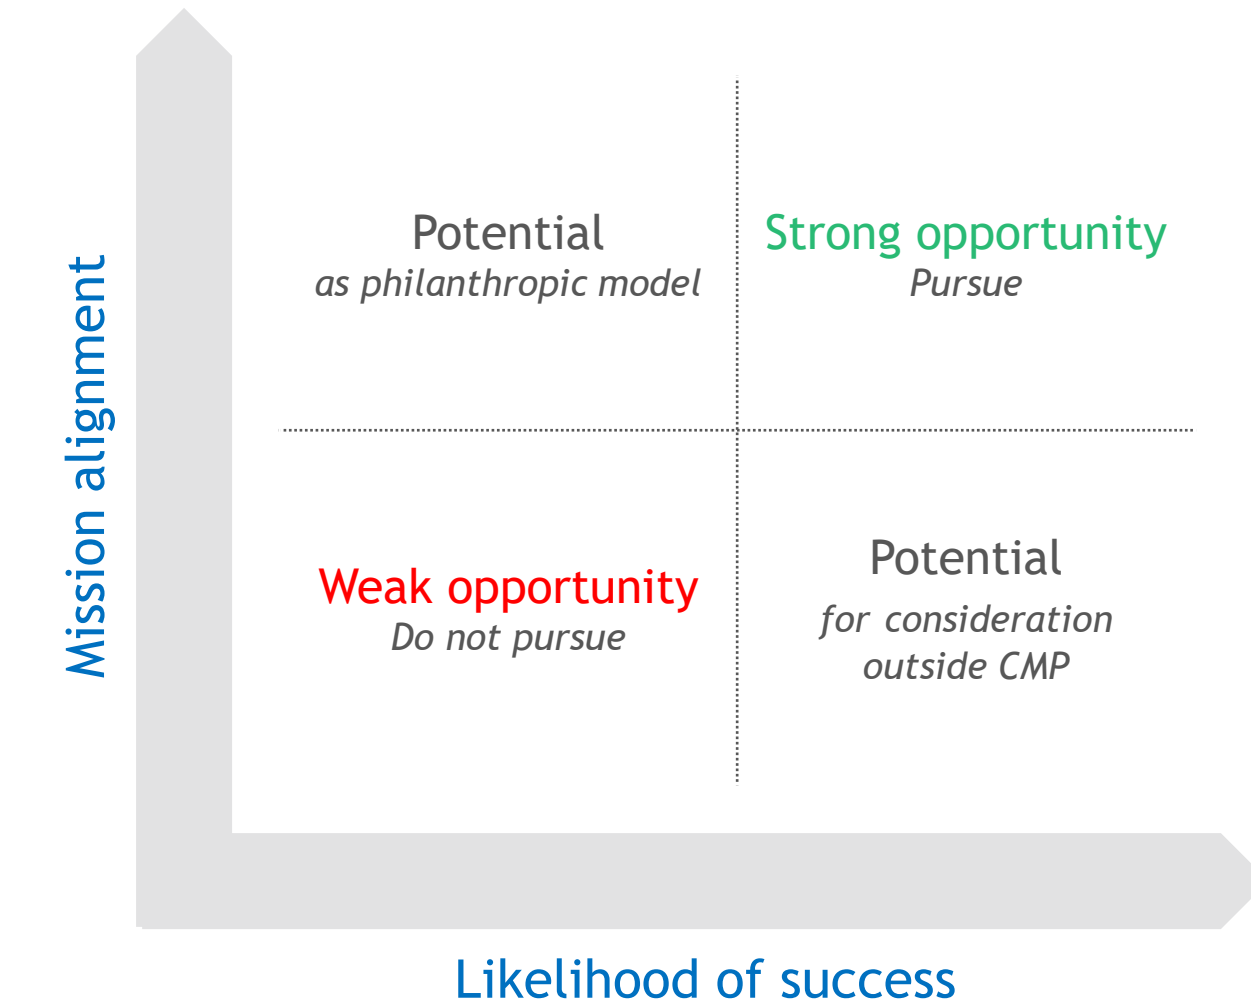 Mission alignment
Potential
as philanthropic model
Strong opportunity
Pursue
Weak opportunity
Do not pursue
Potential
for consideration
outside CMP
Likelihood of success